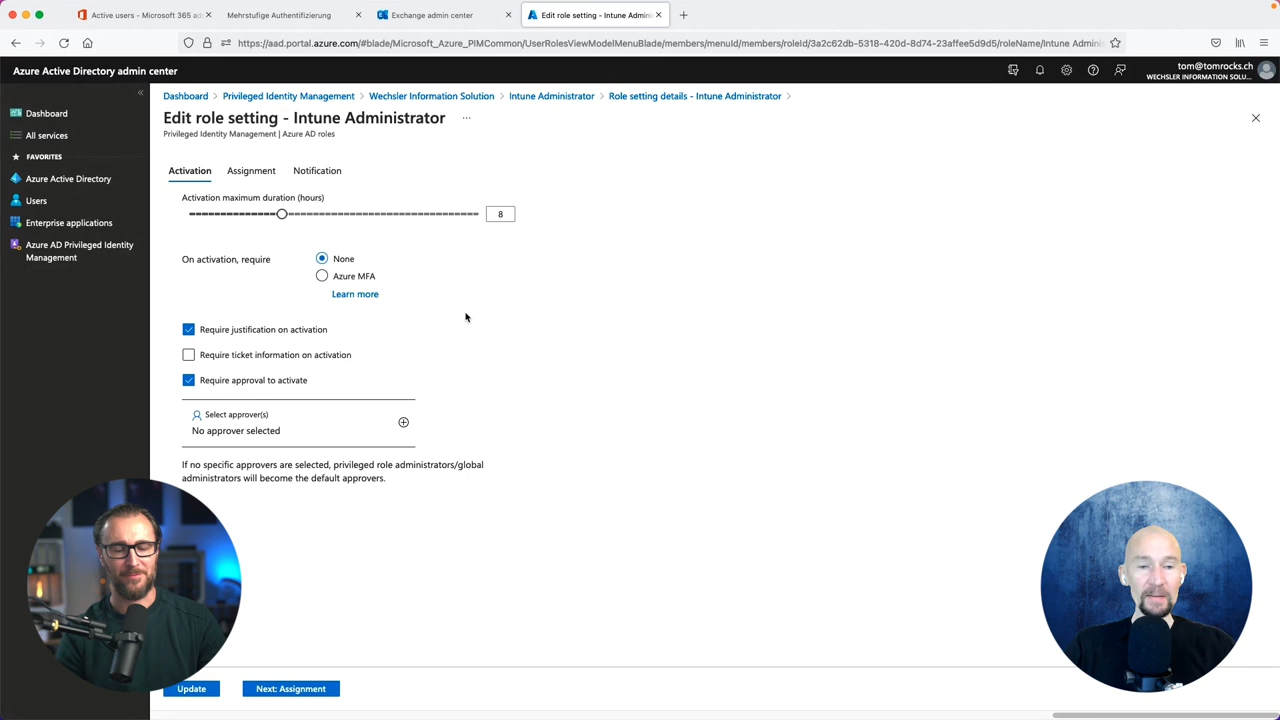 Active users - Microsoft 365 ad
Mehrstufige Authentifizierung
Exchange admin center
Edit role setting - Intune Admini
https://aad.portal.azure.com/#blade/Microsoft_Azure_PIMCommon/UserRolesViewModelMenuBlade/members/menuId/members/roleId/3a2c62db-5318-420d-8d74-23affee5d9d5/roleName/Intune Adminis
Azure Active Directory admin center
tom@tomrocks.ch
WECHSLER INFORMATION SOLU...
Dashboard
All services
FAVORITES
Azure Active Directory
Users
Enterprise applications
Azure AD Privileged Identity
Management
Dashboard > Privileged Identity Management > Wechsler Information Solution > Intune Administrator > Role setting details - Intune Administrator >
Edit role setting - Intune Administrator ...
Privileged Identity Management | Azure AD roles
Activation Assignment Notification
Activation maximum duration (hours)
8
On activation, require
None
Azure MFA
Learn more
Require justification on activation
Require ticket information on activation
Require approval to activate
Select approver(s)
No approver selected
If no specific approvers are selected, privileged role administrators/global
administrators will become the default approvers.
Update
Next: Assignment